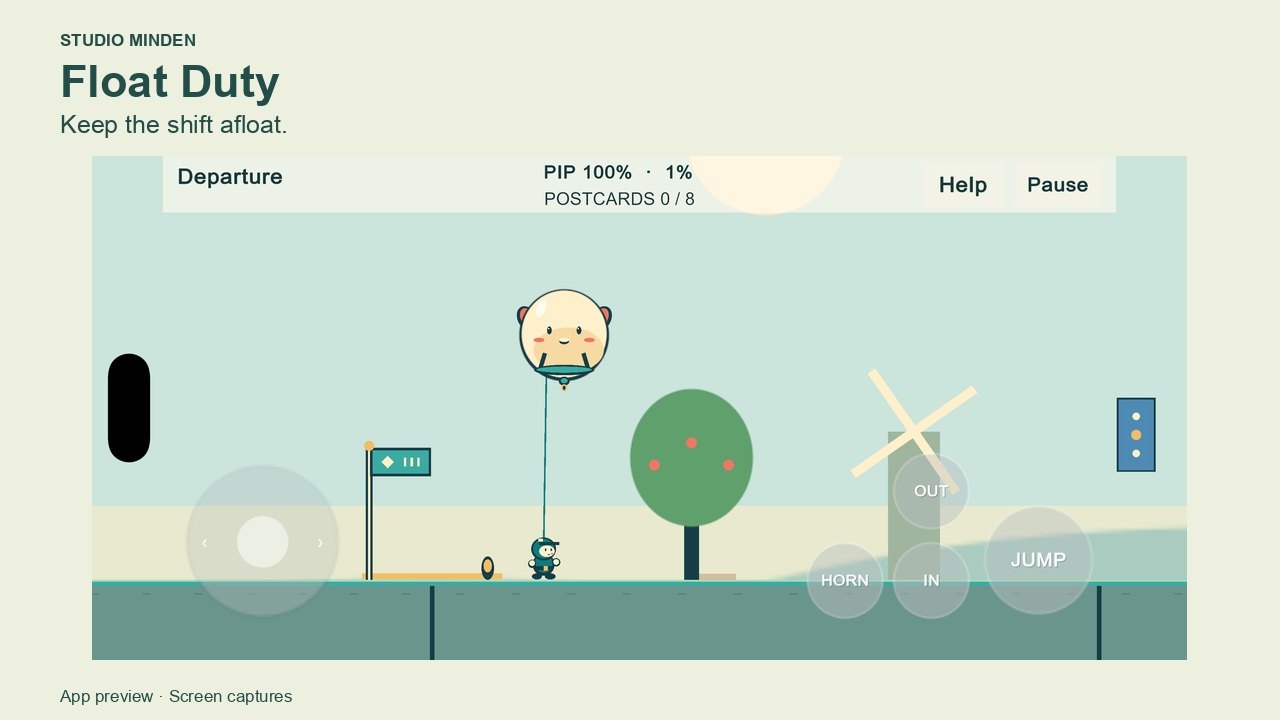 STUDIO MINDEN
Float Duty
Keep the shift afloat.
Departure
PIP 100% · 1%
POSTCARDS 0 / 8
Help
Pause
OUT
HORN
IN
JUMP
App preview · Screen captures